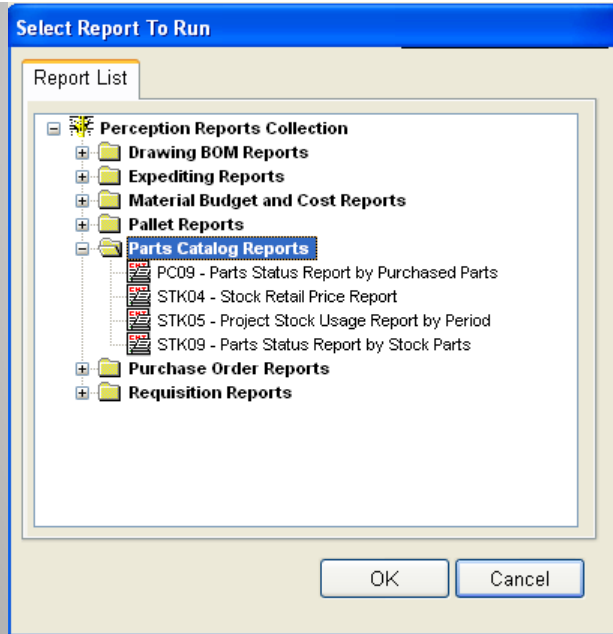 Select Report To Run
Report List
Perception Reports Collection
Drawing BOM Reports
Expediting Reports
Material Budget and Cost Reports
Pallet Reports
Parts Catalog Reports
PC09 - Parts Status Report by Purchased Parts
STK04 - Stock Retail Price Report
STK05 - Project Stock Usage Report by Period
STK09 - Parts Status Report by Stock Parts
Purchase Order Reports
Requisition Reports
OK
Cancel